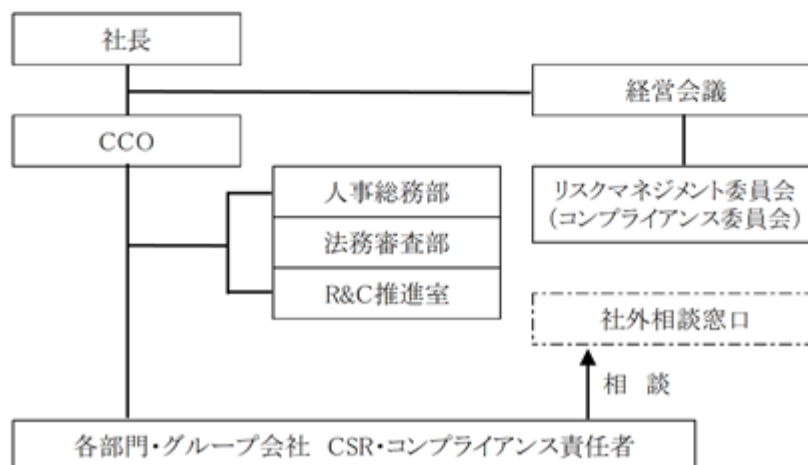 社長
経営会議
CCO
人事総務部
リスクマネジメント委員会
(コンプライアンス委員会)
法務審査部
R&C推進室
社外相談窓口
相 談
各部門・グループ会社 CSR・コンプライアンス責任者